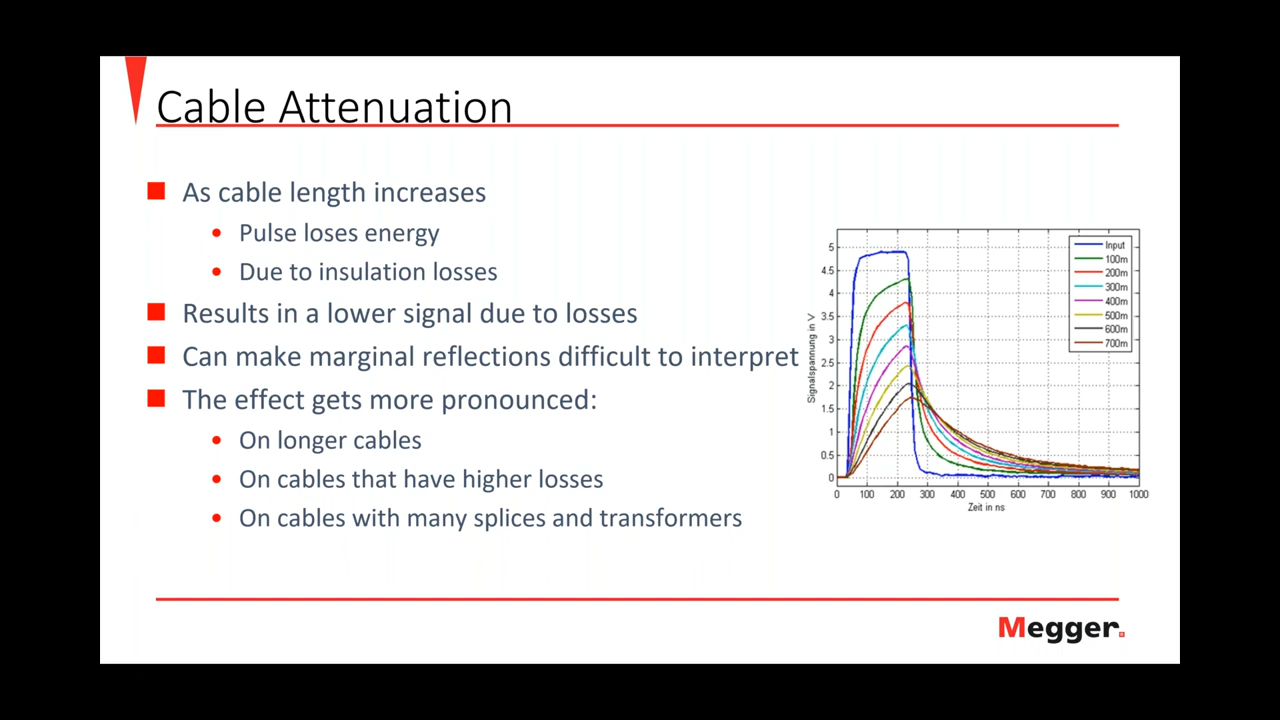 Cable Attenuation
As cable length increases
Pulse loses energy
Due to insulation losses
Results in a lower signal due to losses
Can make marginal reflections difficult to interpret
The effect gets more pronounced:
On longer cables
On cables that have higher losses
On cables with many splices and transformers
Signalspannung in V
5
4.5
4
3.5
3
2.5
2
1.5
1
0.5
0
0 100 200 300 400 500 600 700 800 900 1000
Zeit in ns
Input
100m
200m
300m
400m
500m
600m
700m
Megger.